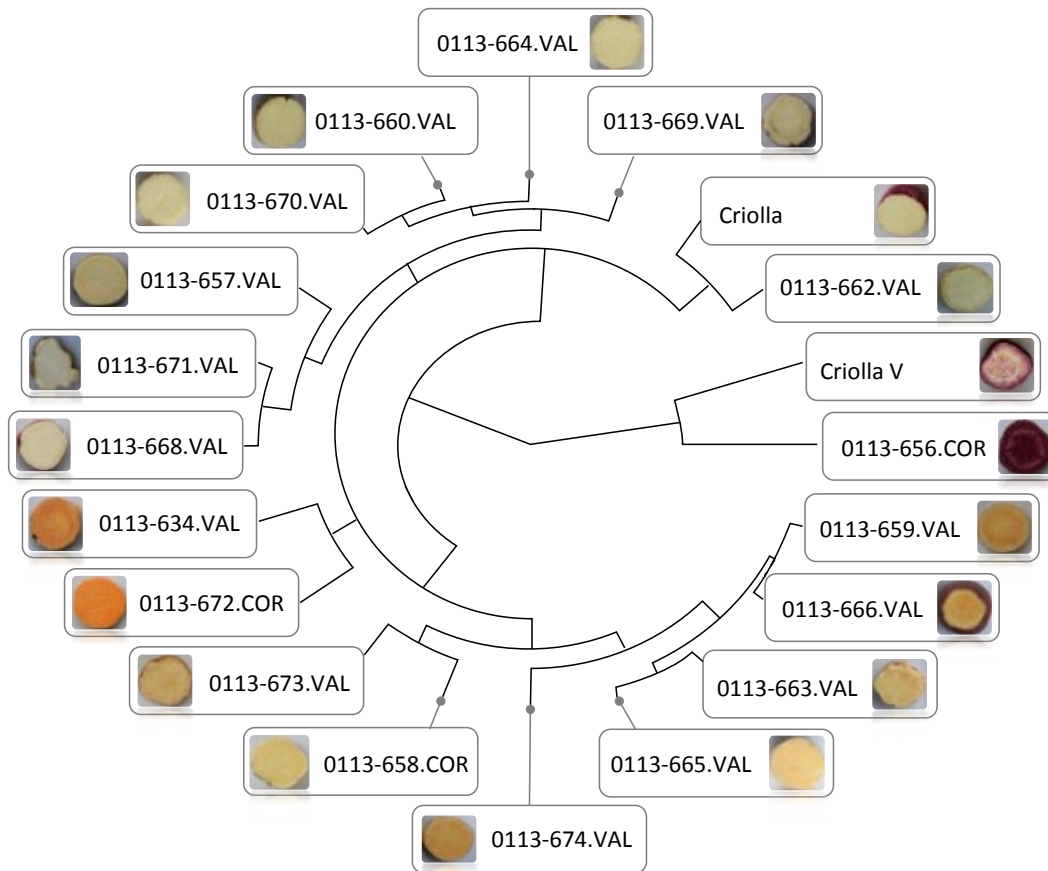 0113-664.VAL
0113-660.VAL
0113-669.VAL
0113-670.VAL
Criolla
0113-657.VAL
0113-662.VAL
0113-671.VAL
Criolla V
0113-668.VAL
0113-656.COR
0113-634.VAL
0113-659.VAL
0113-672.COR
0113-666.VAL
0113-673.VAL
0113-663.VAL
0113-658.COR
0113-665.VAL
0113-674.VAL